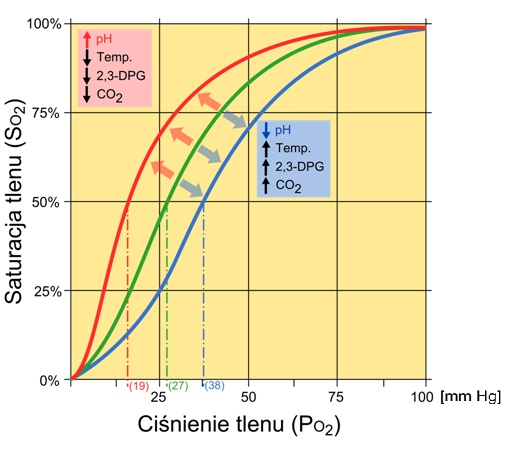 100%
↑ pH
↓ Temp.
↓ 2,3-DPG
↓ CO2
75%
↓ pH
↑ Temp.
↑ 2,3-DPG
↑ CO2
50%
25%
0%
(19) (27) (38)
25 50 75 100 [mm Hg]
Saturacja tlenu (SO2)
Ciśnienie tlenu (PO2)